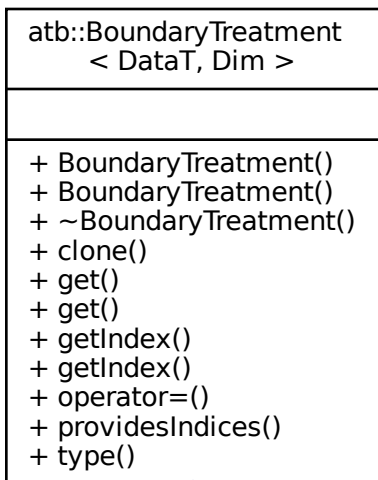 atb::BoundaryTreatment
< DataT, Dim >
+ BoundaryTreatment()
+ BoundaryTreatment()
+ ~BoundaryTreatment()
+ clone()
+ get()
+ get()
+ getIndex()
+ getIndex()
+ operator=()
+ providesIndices()
+ type()